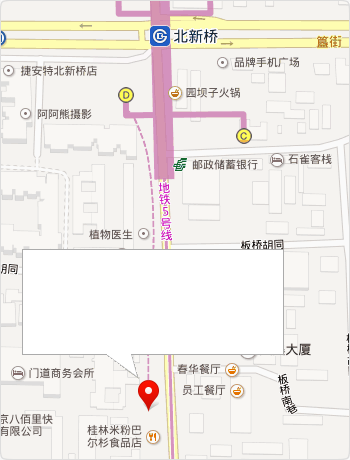 北新桥
簋街
捷安特北新桥店
品牌手机广场
D
园坝子火锅
阿阿熊摄影
C
邮政储蓄银行
石雀客栈
地铁5号线
植物医生
板桥胡同
胡同
大厦
门道商务会所
春华餐厅
员工餐厅
板桥南巷
京八佰里快
有限公司
桂林米粉巴
尔杉食品店